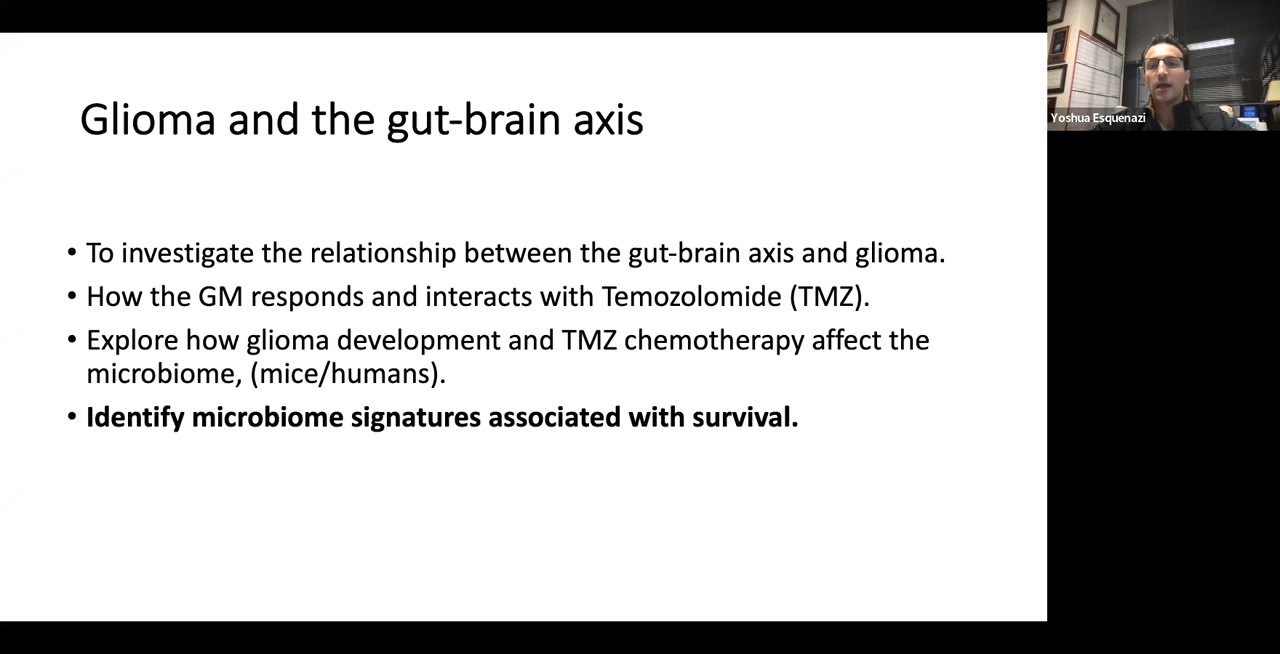 Glioma and the gut-brain axis
• To investigate the relationship between the gut-brain axis and glioma.
• How the GM responds and interacts with Temozolomide (TMZ).
• Explore how glioma development and TMZ chemotherapy affect the
microbiome, (mice/humans).
• Identify microbiome signatures associated with survival.
Yoshua Esquenazi